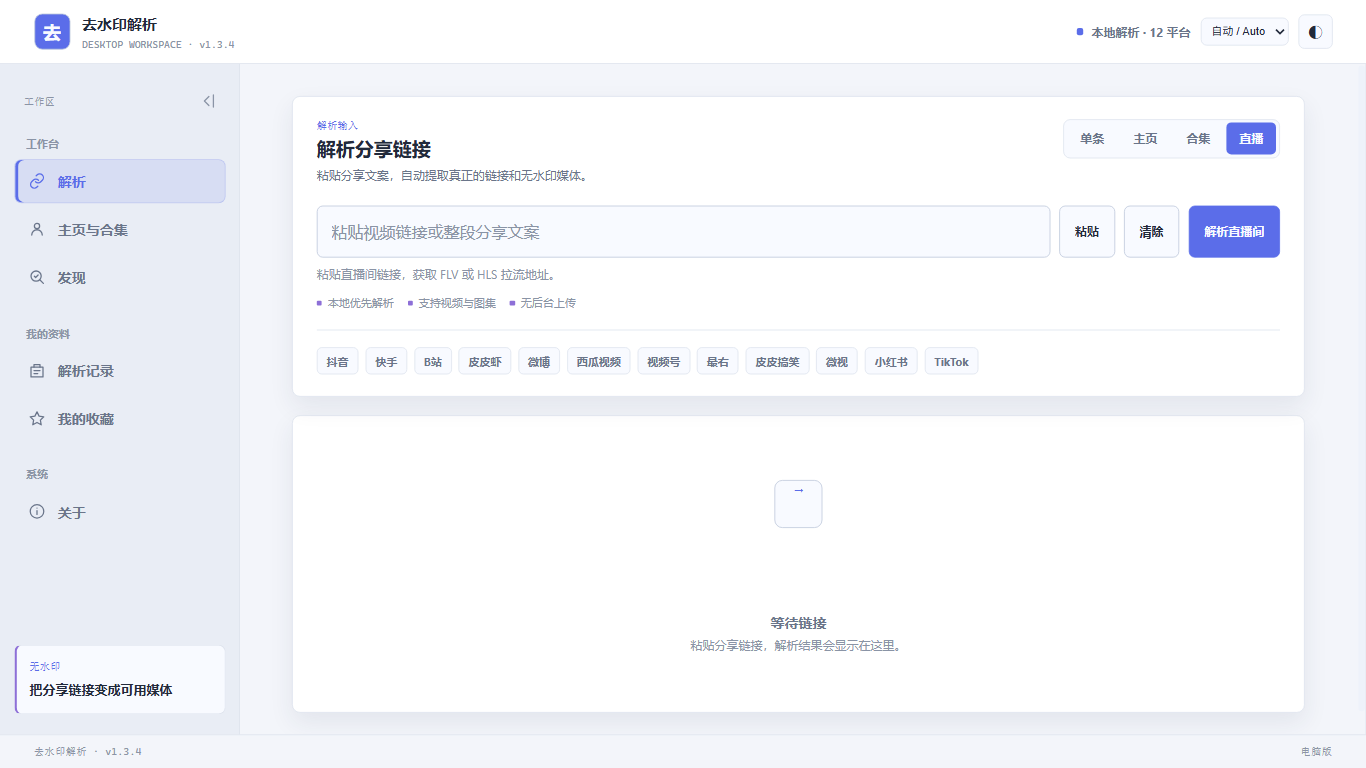 去
去水印解析
DESKTOP WORKSPACE · v1.3.4
本地解析 · 12 平台
自动 / Auto
工作区
工作台
解析
主页与合集
发现
我的资料
解析记录
我的收藏
系统
关于
无水印
把分享链接变成可用媒体
解析输入
解析分享链接
粘贴分享文案，自动提取真正的链接和无水印媒体。
单条 主页 合集 直播
粘贴视频链接或整段分享文案
粘贴
清除
解析直播间
粘贴直播间链接，获取 FLV 或 HLS 拉流地址。
本地优先解析 支持视频与图集 无后台上传
抖音 快手 B站 皮皮虾 微博 西瓜视频 视频号 最右 皮皮搞笑 微视 小红书 TikTok
→
等待链接
粘贴分享链接，解析结果会显示在这里。
去水印解析 · v1.3.4
电脑版